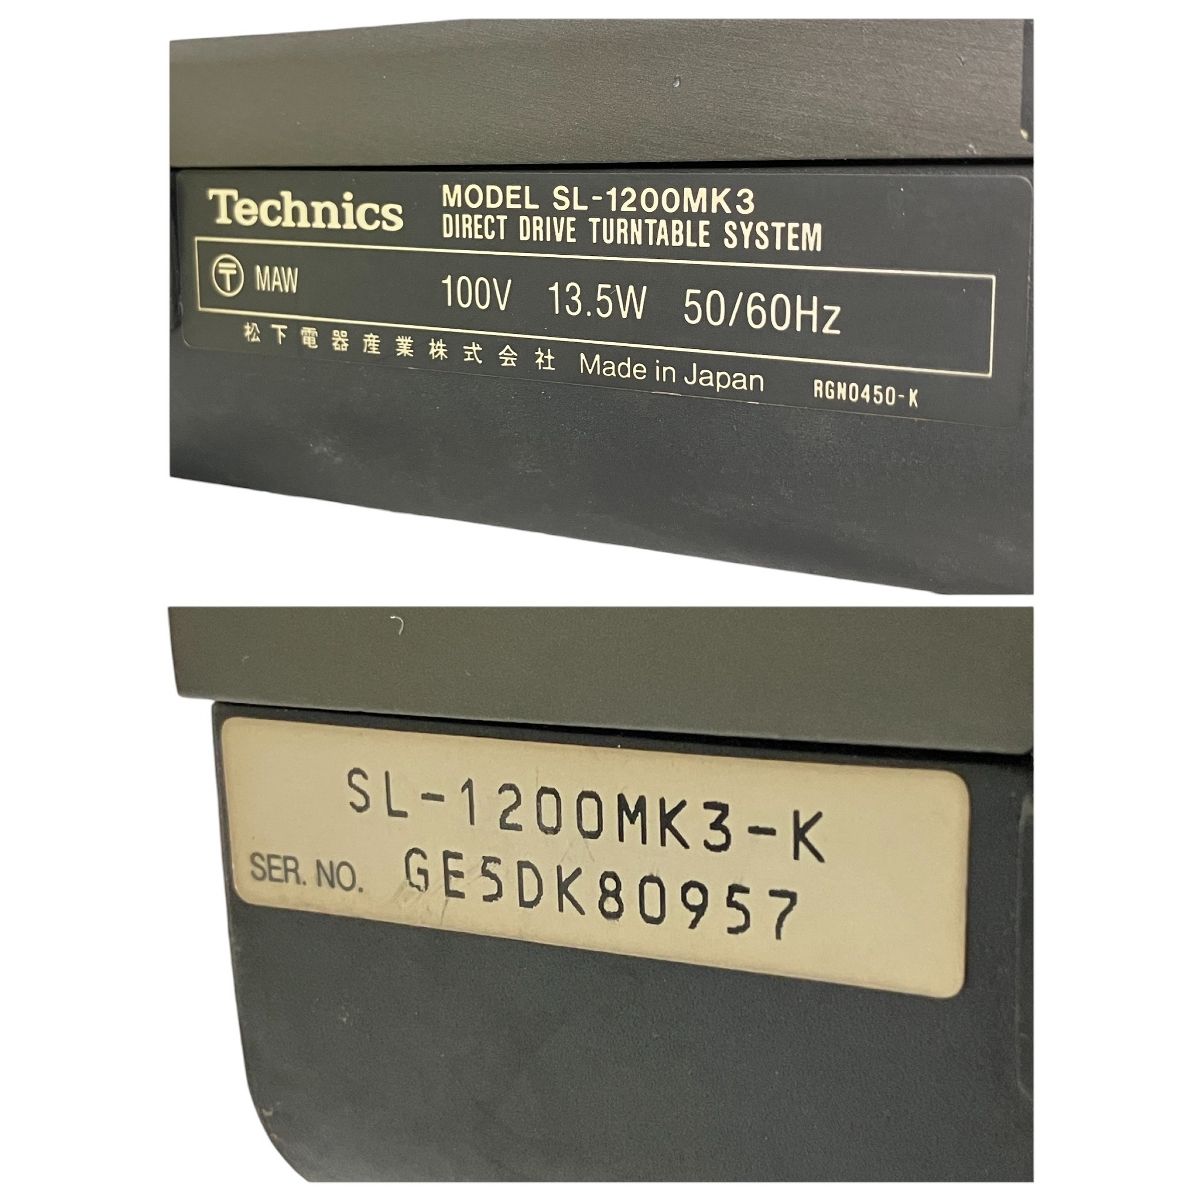 Technics
MODEL SL-1200MK3
DIRECT DRIVE TURNTABLE SYSTEM
〒 MAW 100V 13.5W 50/60Hz
松下電器産業株式会社 Made in Japan RGN0450-K
SL-1200MK3-K
SER. NO. GE5DK80957